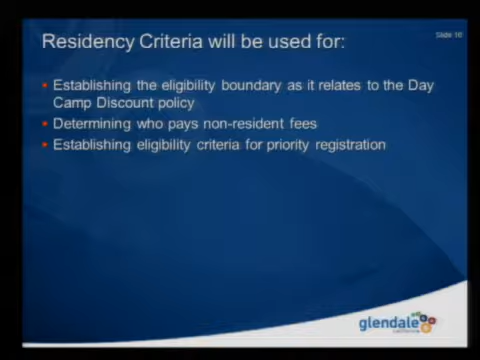 Slide 16
Residency Criteria will be used for:
Establishing the eligibility boundary as it relates to the Day
Camp Discount policy
Determining who pays non-resident fees
Establishing eligibility criteria for priority registration
glendale
california